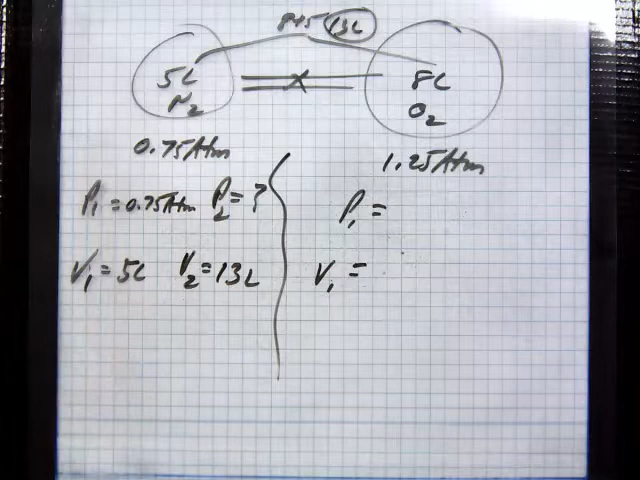 8+5 13L
5L 8L
N2 O2
0.75Atm 1.25Atm
P1 = 0.75Atm P2 = ? P1 =
V1 = 5L V2 = 13L V1 =